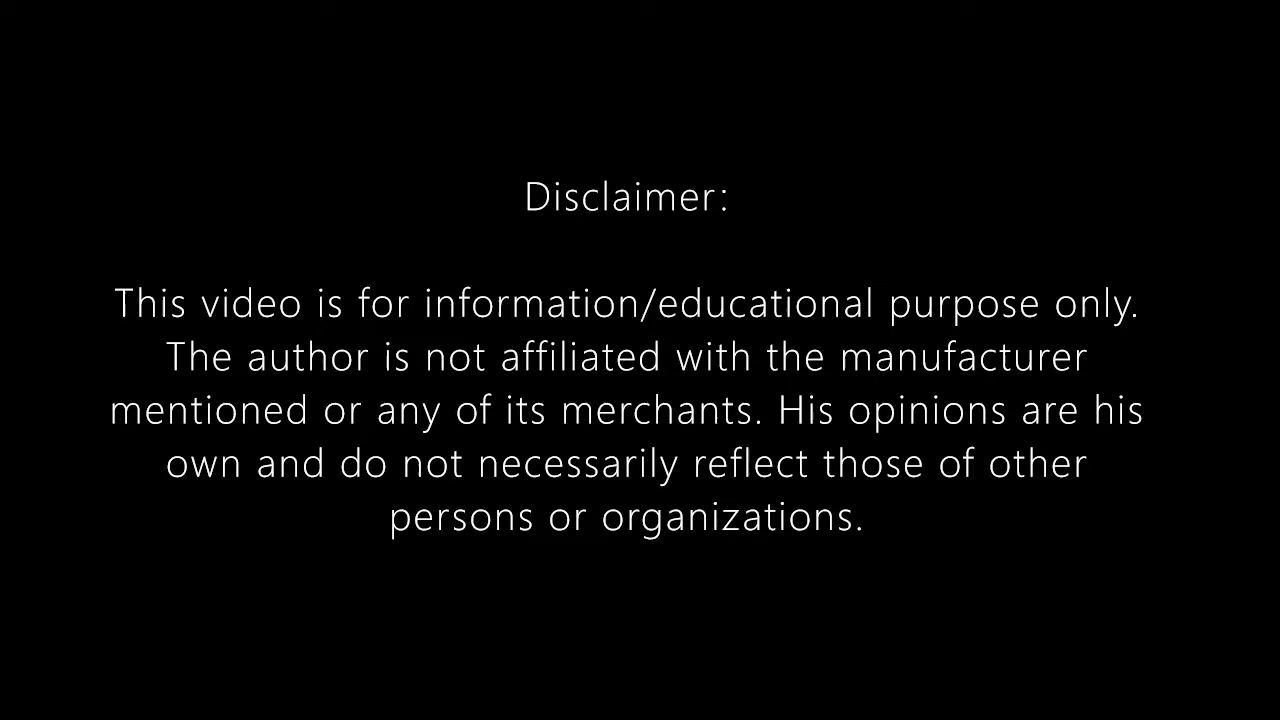 Disclaimer:
This video is for information/educational purpose only.
The author is not affiliated with the manufacturer
mentioned or any of its merchants. His opinions are his
own and do not necessarily reflect those of other
persons or organizations.